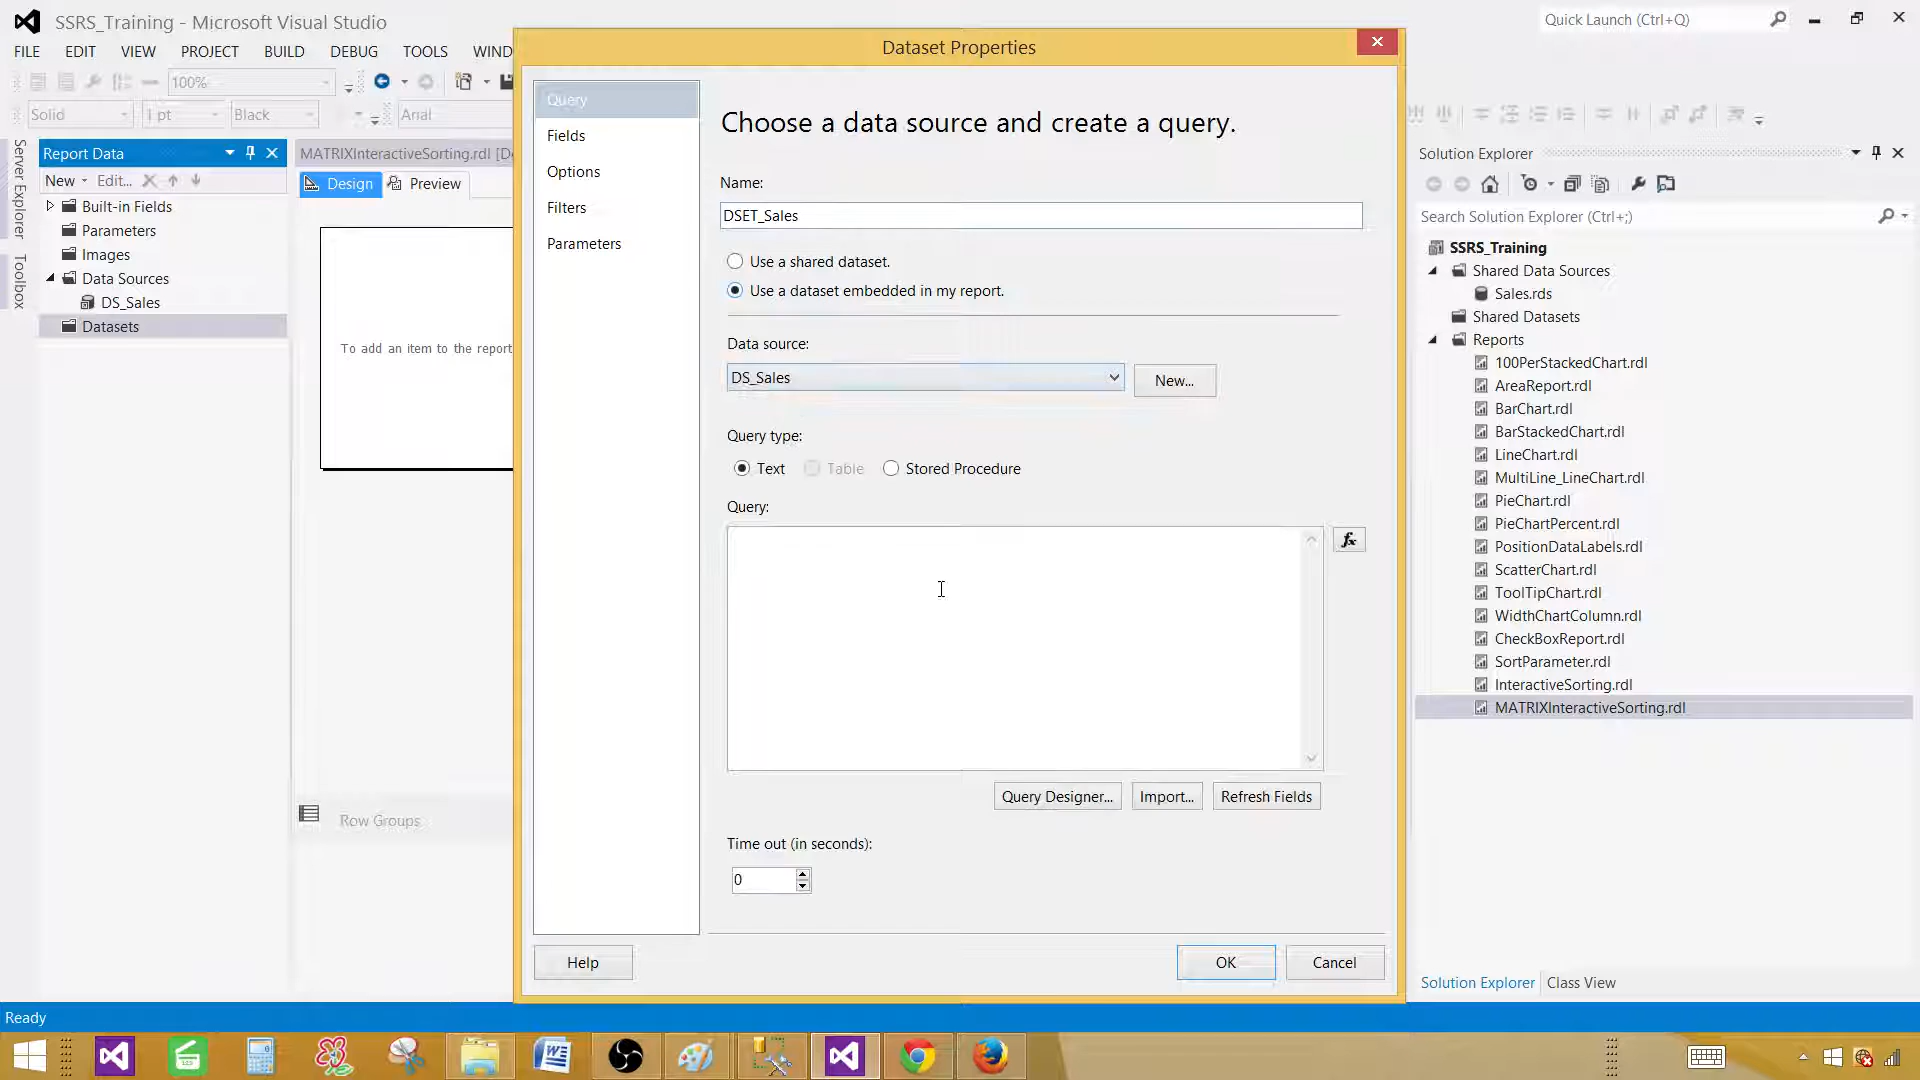 SSRS_Training - Microsoft Visual Studio
Quick Launch (Ctrl+Q)
FILE EDIT VIEW PROJECT BUILD DEBUG TOOLS WIND
100%
Solid 1 pt Black Arial
Server Explorer
Toolbox
Report Data
New Edit...
Built-in Fields
Parameters
Images
Data Sources
DS_Sales
Datasets
MATRIXInteractiveSorting.rdl [D
Design Preview
To add an item to the report
Row Groups
Dataset Properties
Query
Fields
Options
Filters
Parameters
Choose a data source and create a query.
Name:
DSET_Sales
Use a shared dataset.
Use a dataset embedded in my report.
Data source:
DS_Sales
New...
Query type:
Text Table Stored Procedure
Query:
fx
Query Designer... Import... Refresh Fields
Time out (in seconds):
0
Help
OK Cancel
Solution Explorer
Search Solution Explorer (Ctrl+;)
SSRS_Training
Shared Data Sources
Sales.rds
Shared Datasets
Reports
100PerStackedChart.rdl
AreaReport.rdl
BarChart.rdl
BarStackedChart.rdl
LineChart.rdl
MultiLine_LineChart.rdl
PieChart.rdl
PieChartPercent.rdl
PositionDataLabels.rdl
ScatterChart.rdl
ToolTipChart.rdl
WidthChartColumn.rdl
CheckBoxReport.rdl
SortParameter.rdl
InteractiveSorting.rdl
MATRIXInteractiveSorting.rdl
Solution Explorer Class View
Ready